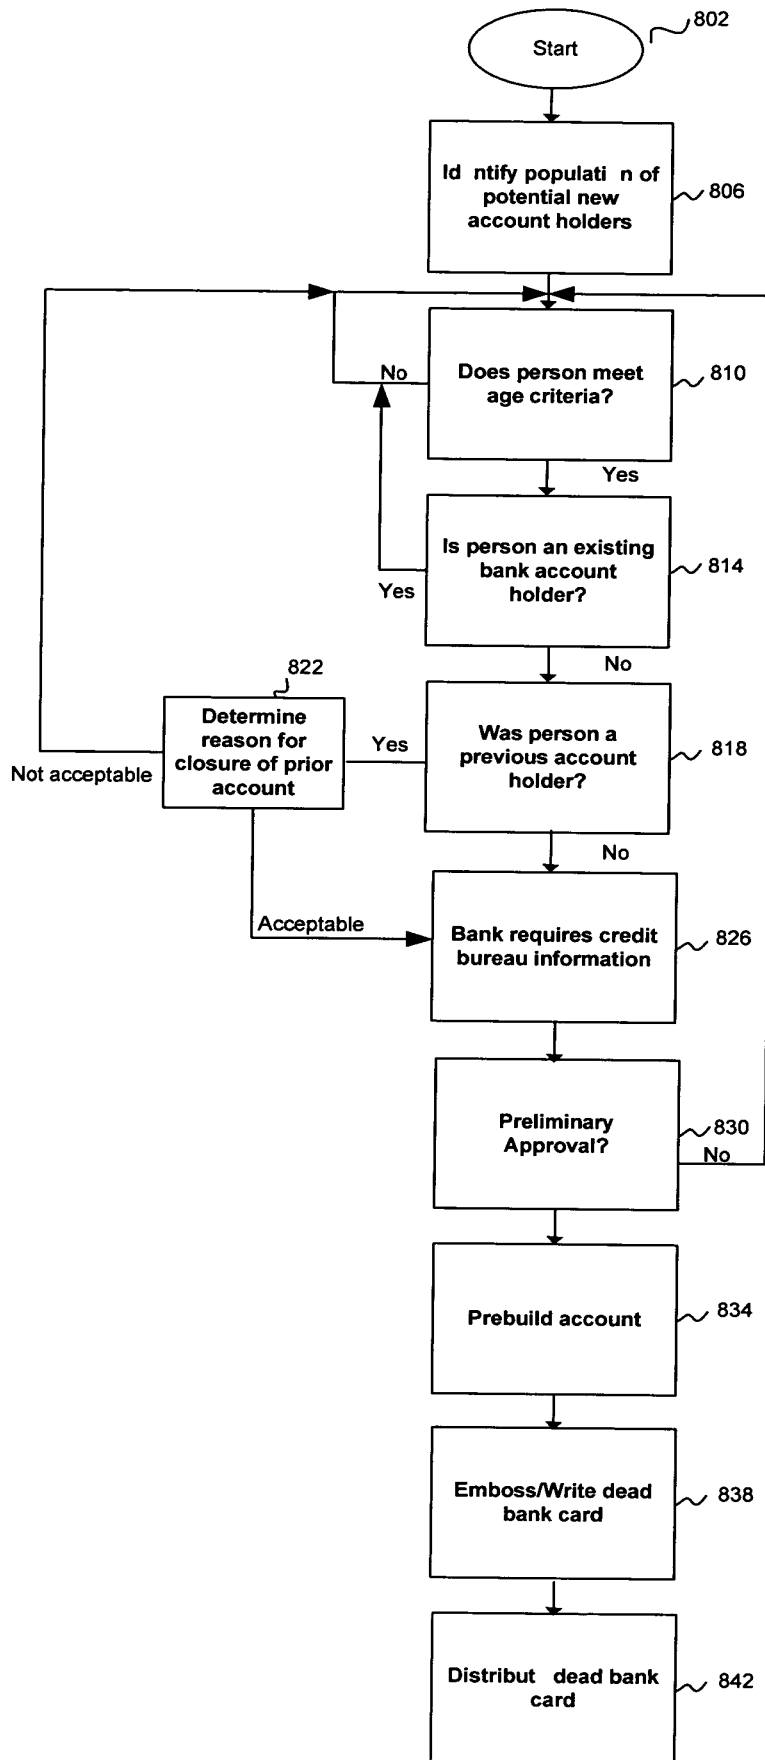 Start
802
Id ntify populati n of
potential new
account holders
806
No
Does person meet
age criteria?
810
Yes
Is person an existing
bank account
holder?
814
Yes
No
822
Determine
reason for
closure of prior
account
Yes
Was person a
previous account
holder?
818
Not acceptable
No
Acceptable
Bank requires credit
bureau information
826
Preliminary
Approval?
830
No
Prebuild account
834
Emboss/Write dead
bank card
838
Distribut dead bank
card
842